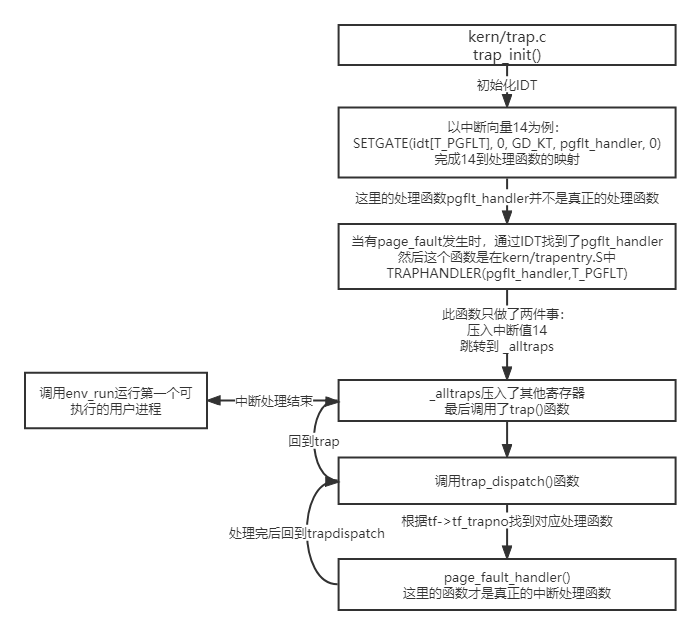 kern/trap.c
trap_init()
初始化IDT
以中断向量14为例：
SETGATE(idt[T_PGFLT], 0, GD_KT, pgflt_handler, 0)
完成14到处理函数的映射
这里的处理函数pgflt_handler并不是真正的处理函数
当有page_fault发生时，通过IDT找到了pgflt_handler
然后这个函数是在kern/trapentry.S中
TRAPHANDLER(pgflt_handler,T_PGFLT)
此函数只做了两件事：
压入中断值14
跳转到 _alltraps
调用env_run运行第一个可
执行的用户进程
中断处理结束
_alltraps压入了其他寄存器
最后调用了trap()函数
回到trap
调用trap_dispatch()函数
根据tf->tf_trapno找到对应处理函数
处理完后回到trapdispatch
page_fault_handler()
这里的函数才是真正的中断处理函数